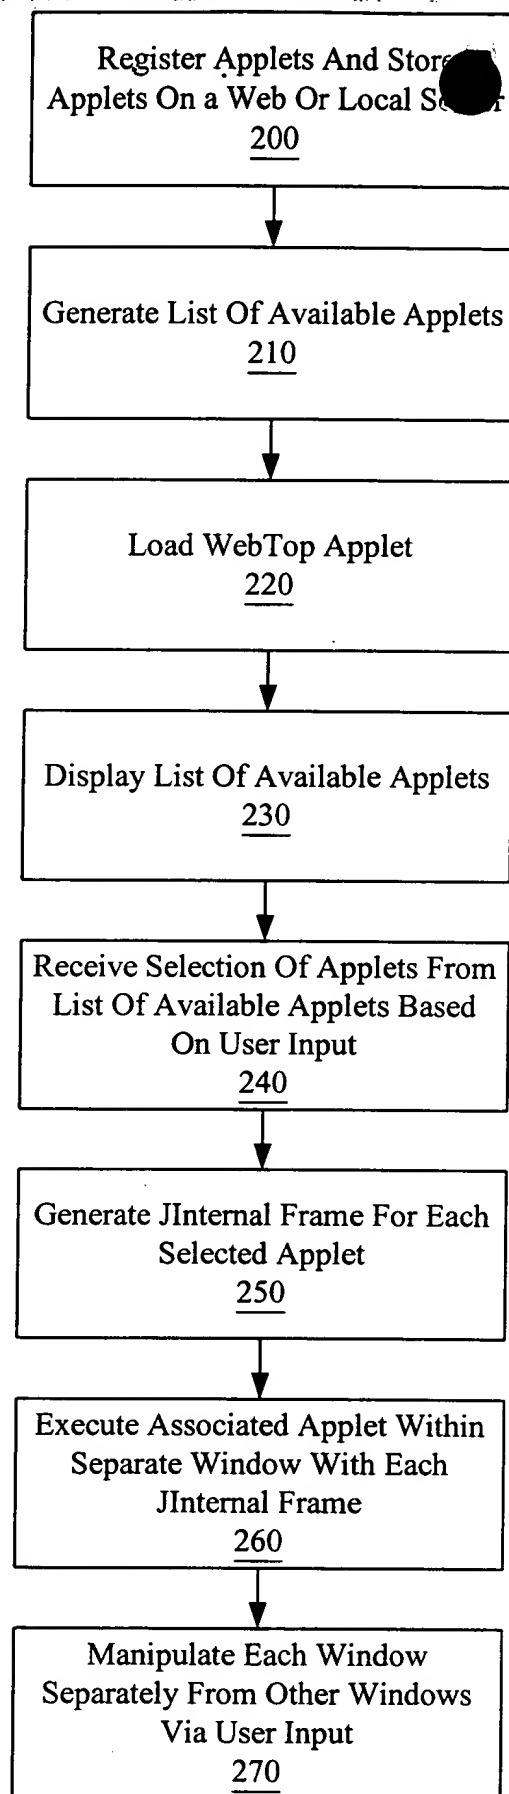 Register Applets And Store
Applets On a Web Or Local
200
Generate List Of Available Applets
210
Load WebTop Applet
220
Display List Of Available Applets
230
Receive Selection Of Applets From
List Of Available Applets Based
On User Input
240
Generate JInternal Frame For Each
Selected Applet
250
Execute Associated Applet Within
Separate Window With Each
JInternal Frame
260
Manipulate Each Window
Separately From Other Windows
Via User Input
270